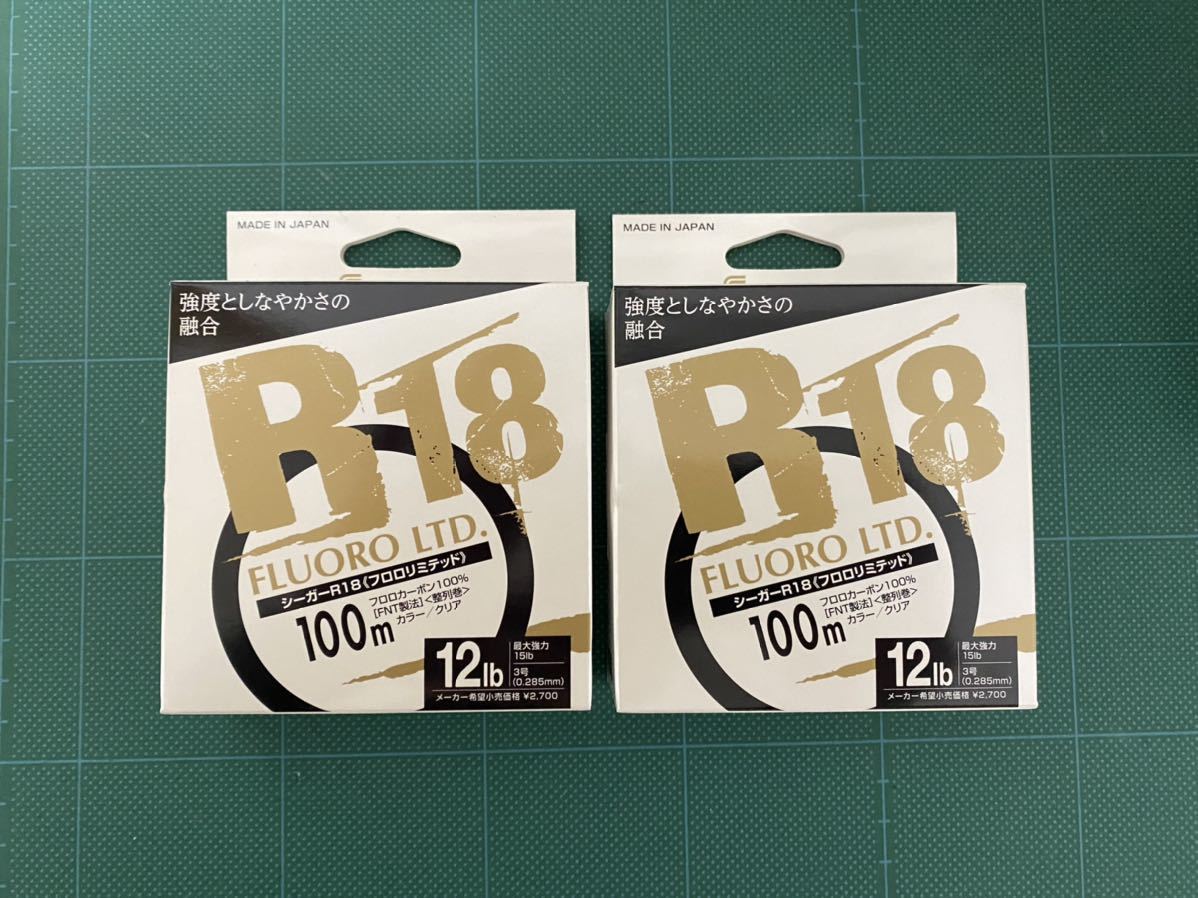 MADE IN JAPAN
強度としなやかさの
融合
R18
FLUORO LTD.
シーガーR18《フロロリミテッド》
100m
フロロカーボン100%
[FNT製法]<整列巻>
カラー/クリア
12lb
最大強力
15lb
3号
(0.285mm)
メーカー希望小売価格 ¥2,700
MADE IN JAPAN
強度としなやかさの
融合
R18
FLUORO LTD.
シーガーR18《フロロリミテッド》
100m
フロロカーボン100%
[FNT製法]<整列巻>
カラー/クリア
12lb
最大強力
15lb
3号
(0.285mm)
メーカー希望小売価格 ¥2,700